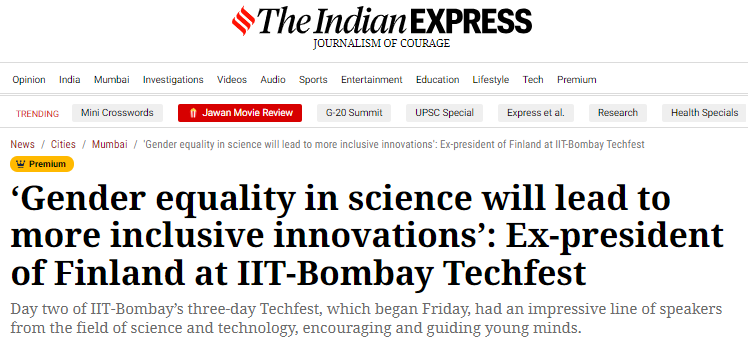 The Indian EXPRESS
JOURNALISM OF COURAGE
Opinion India Mumbai Investigations Videos Audio Sports Entertainment Education Lifestyle Tech Premium
TRENDING Mini Crosswords Jawan Movie Review G-20 Summit UPSC Special Express et al. Research Health Specials
News / Cities / Mumbai / 'Gender equality in science will lead to more inclusive innovations': Ex-president of Finland at IIT-Bombay Techfest
Premium
‘Gender equality in science will lead to
more inclusive innovations’: Ex-president
of Finland at IIT-Bombay Techfest
Day two of IIT-Bombay’s three-day Techfest, which began Friday, had an impressive line of speakers
from the field of science and technology, encouraging and guiding young minds.